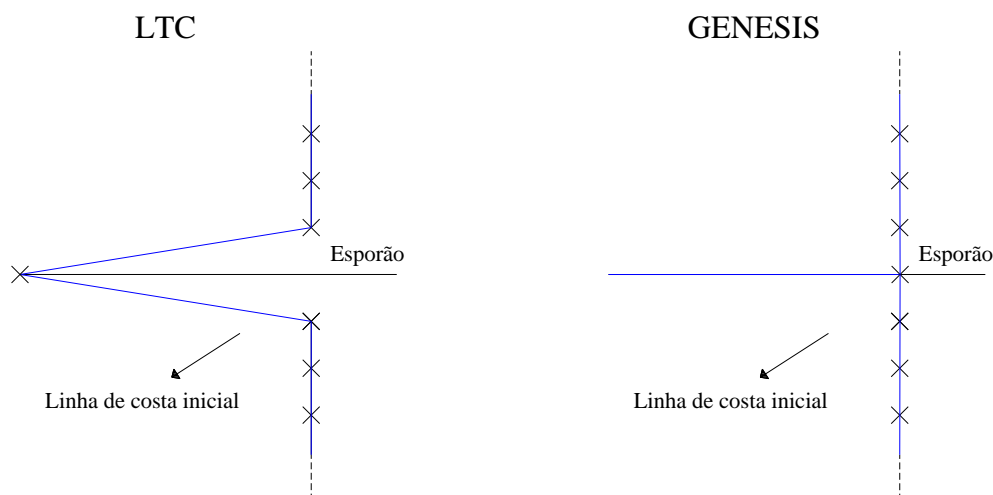 LTC
GENESIS
Esporão
Esporão
Linha de costa inicial
Linha de costa inicial